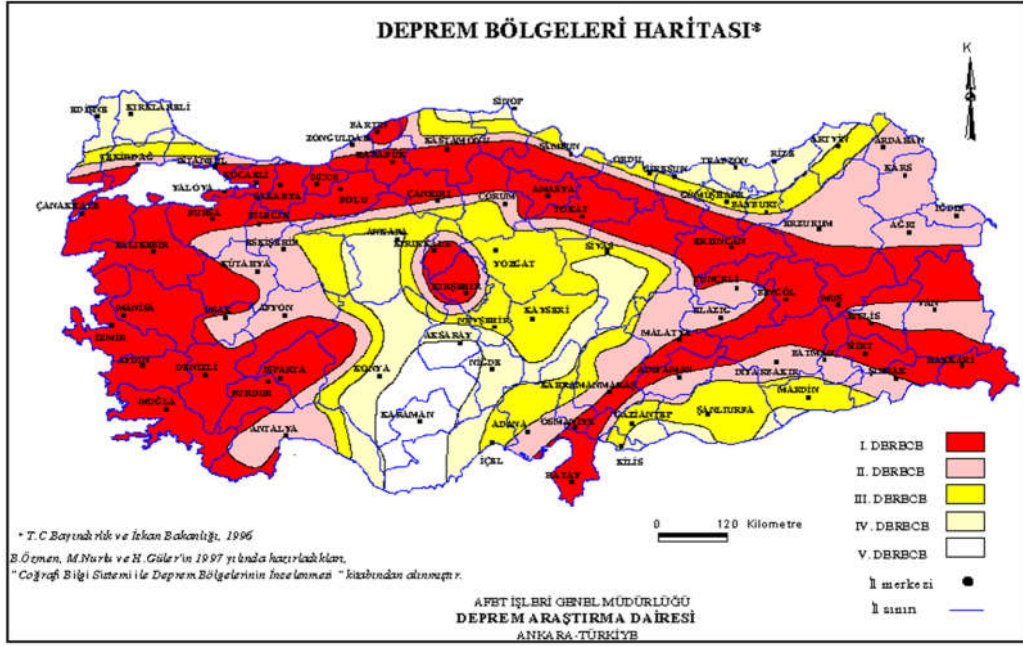 DEPREM BÖLGELERİ HARİTASI*
K
SİNOP
EDİRNE
KIRKLARELİ
BARTIN
ZONGULDAK
KASTAMONU
SAMSUN
ARTVİN
ARDAHAN
TEKİRDAĞ
İSTANBUL
KARABÜK
ORDU
GİRESUN
TRABZON
RİZE
KARS
KOCAELİ
DÜZCE
YALOVA
SAKARYA
BOLU
ÇANKIRI
ÇORUM
AMASYA
TOKAT
GÜMÜŞHANE
BAYBURT
ÇANAKKALE
BURSA
BİLECİK
ERZURUM
AĞRI
IĞDIR
BALIKESİR
ESKİŞEHİR
ANKARA
KIRIKKALE
YOZGAT
SİVAS
ERZİNCAN
KÜTAHYA
KIRŞEHİR
TUNCELİ
BİNGÖL
MUŞ
VAN
MANİSA
UŞAK
AFYON
NEVŞEHİR
KAYSERİ
ELAZIĞ
BİTLİS
İZMİR
AKSARAY
MALATYA
AYDIN
DENİZLİ
ISPARTA
KONYA
NİĞDE
BATMAN
SİİRT
HAKKARİ
BURDUR
KAHRAMANMARAŞ
ADIYAMAN
DİYARBAKIR
ŞIRNAK
MUĞLA
ANTALYA
KARAMAN
ADANA
OSMANİYE
GAZİANTEP
ŞANLIURFA
MARDİN
İÇEL
KİLİS
HATAY
I. DERECE
II. DERECE
III. DERECE
IV. DERECE
V. DERECE
İl merkezi
İl sınırı
0 120 Kilometre
* T.C.Bayındırlık ve İskan Bakanlığı, 1996
B.Özmen, M.Nurlu ve H.Güler'in 1997 yılında hazırladıkları,
"Coğrafi Bilgi Sistemi ile Deprem Bölgelerinin İncelenmesi" kitabından alınmıştır.
AFET İŞLERİ GENEL MÜDÜRLÜĞÜ
DEPREM ARAŞTIRMA DAİRESİ
ANKARA-TÜRKİYE